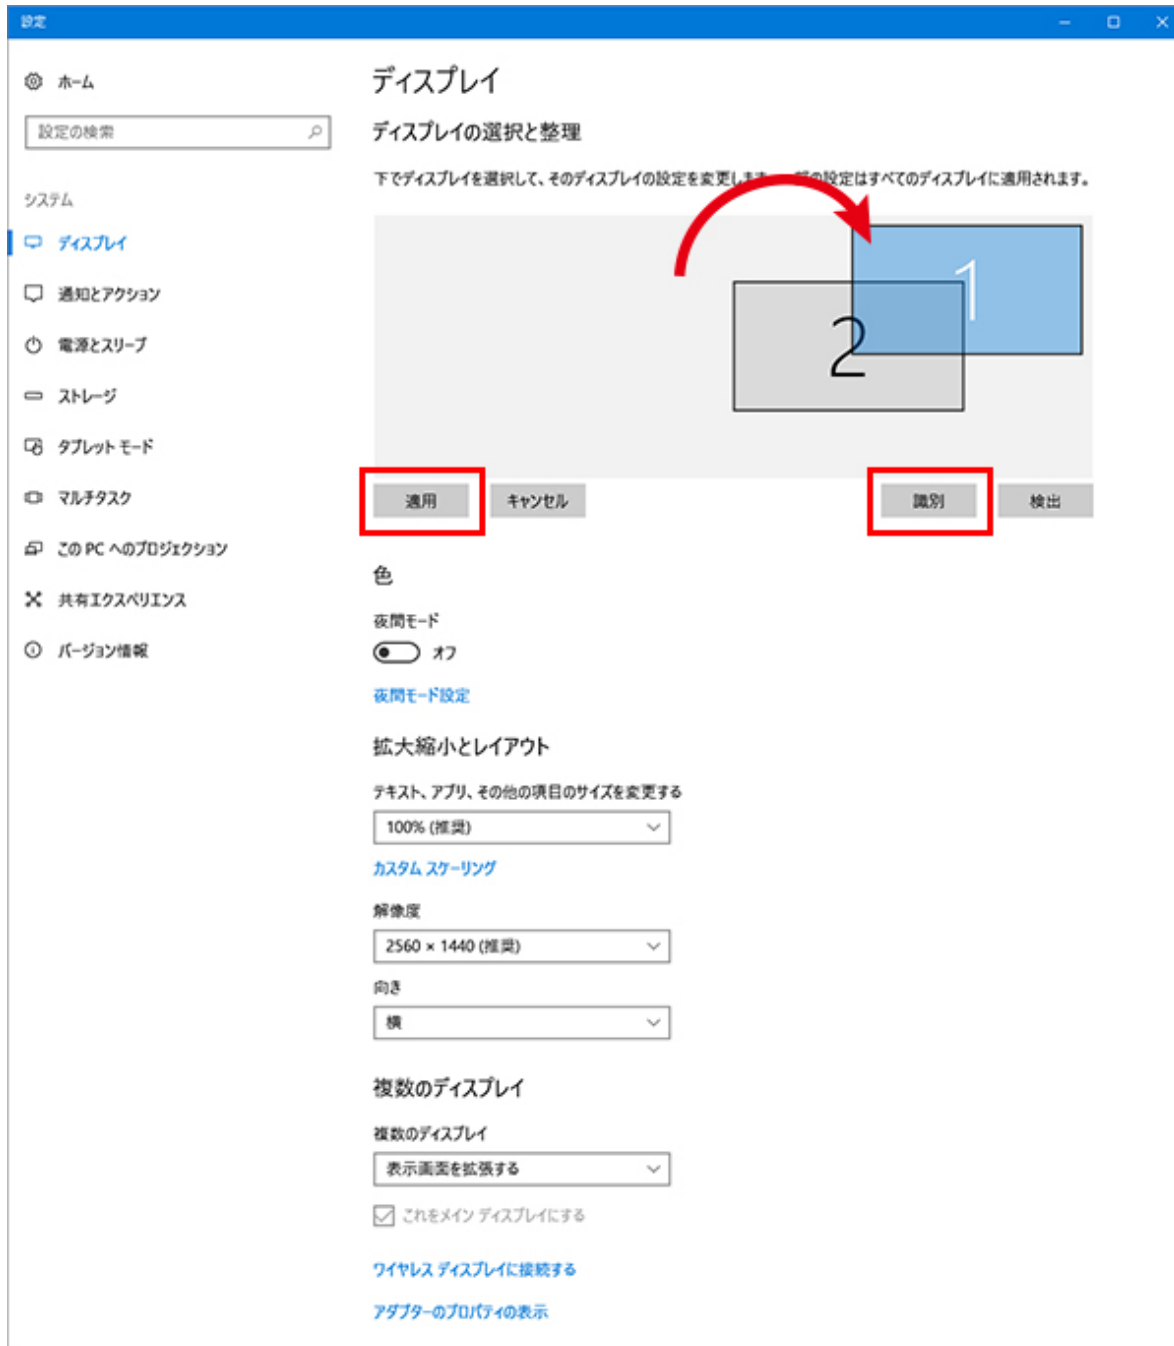 設定
ホーム
設定の検索
システム
ディスプレイ
通知とアクション
電源とスリープ
ストレージ
タブレット モード
マルチタスク
この PC へのプロジェクション
共有エクスペリエンス
バージョン情報
ディスプレイ
ディスプレイの選択と整理
下でディスプレイを選択して、そのディスプレイの設定を変更します の設定はすべてのディスプレイに適用されます。
1
2
適用
キャンセル
識別
検出
色
夜間モード
オフ
夜間モード設定
拡大縮小とレイアウト
テキスト、アプリ、その他の項目のサイズを変更する
100% (推奨)
カスタム スケーリング
解像度
2560 × 1440 (推奨)
向き
横
複数のディスプレイ
複数のディスプレイ
表示画面を拡張する
これをメイン ディスプレイにする
ワイヤレス ディスプレイに接続する
アダプターのプロパティの表示